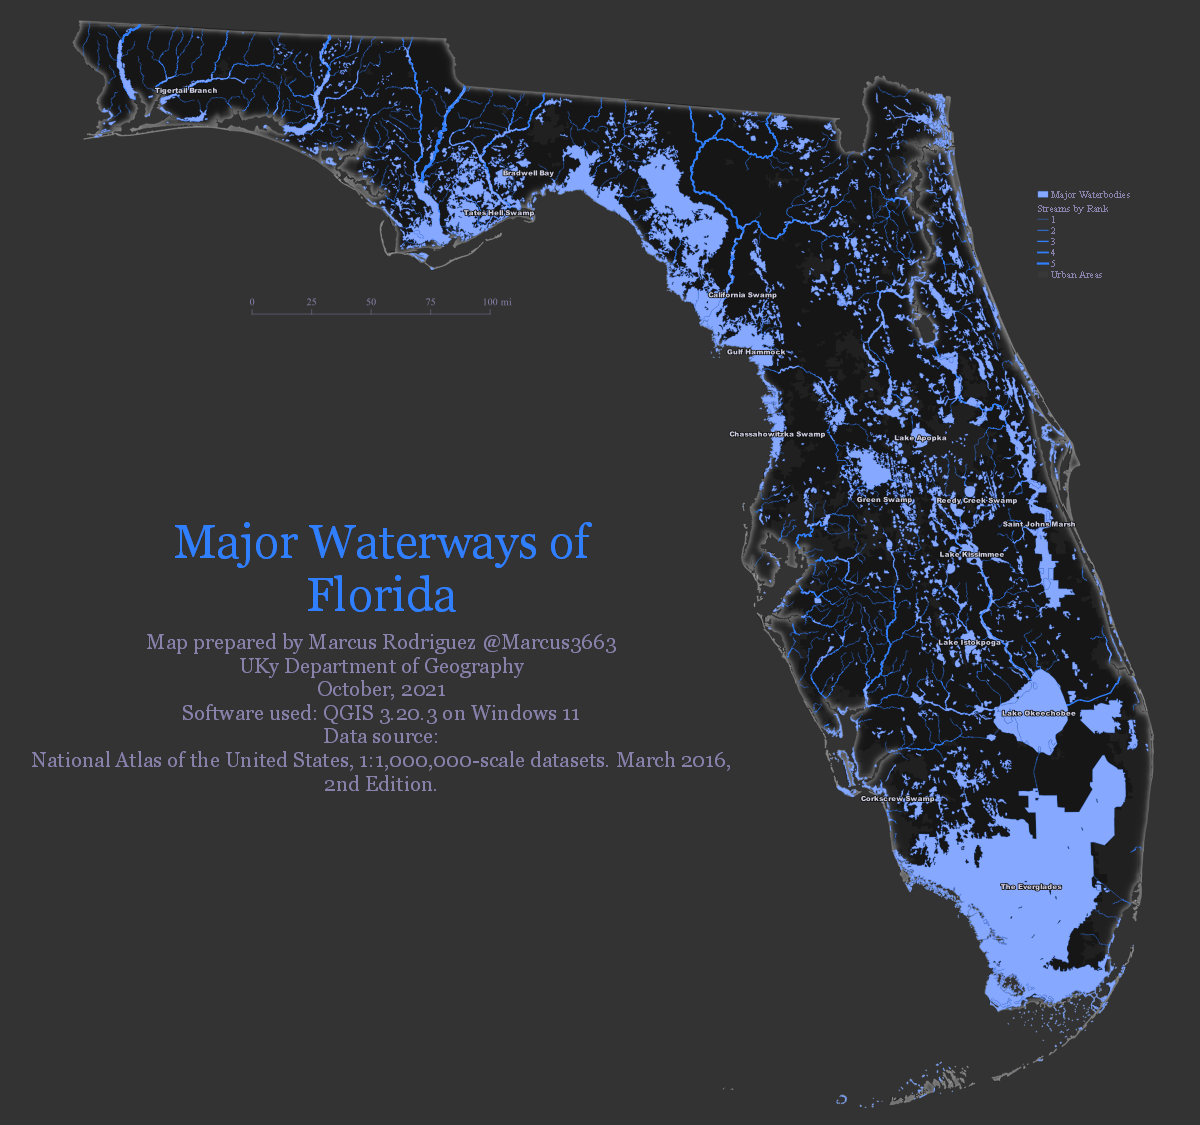 Tigertail Branch
Bradwell Bay
Tates Hell Swamp
Major Waterbodies
Streams by Rank
1
2
3
4
5
Urban Areas
0 25 50 75 100 mi
California Swamp
Gulf Hammock
Chassahowitzka Swamp
Lake Apopka
Green Swamp
Reedy Creek Swamp
Saint Johns Marsh
Lake Kissimmee
Major Waterways of
Florida
Map prepared by Marcus Rodriguez @Marcus3663
UKy Department of Geography
October, 2021
Software used: QGIS 3.20.3 on Windows 11
Data source:
National Atlas of the United States, 1:1,000,000-scale datasets. March 2016,
2nd Edition.
Lake Istokpoga
Lake Okeechobee
Corkscrew Swamp
The Everglades